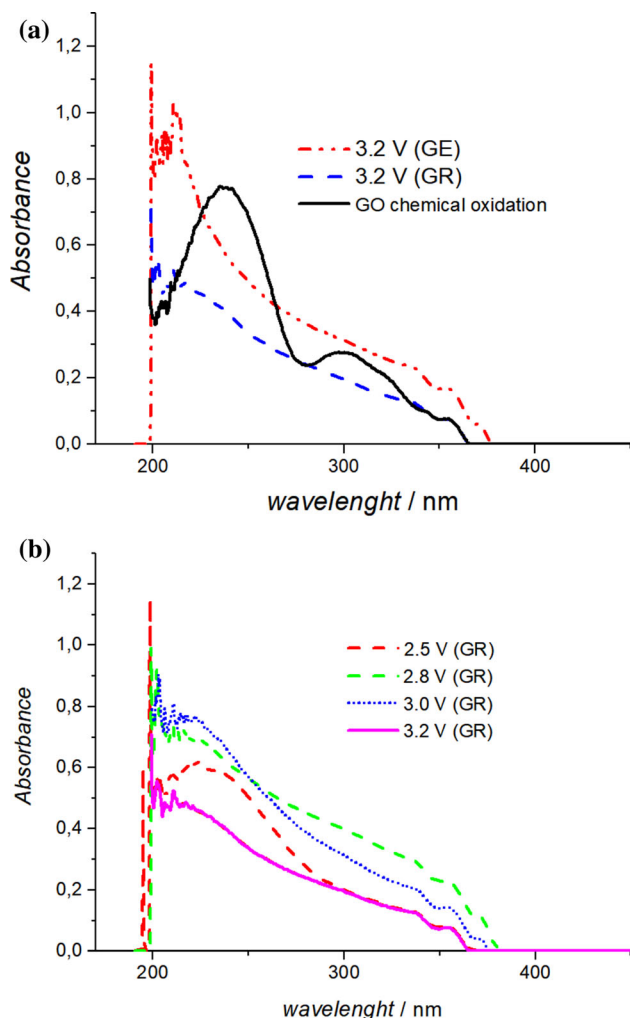 (a)
1,2
1,0
0,8
0,6
0,4
0,2
0,0
Absorbance
3.2 V (GE)
3.2 V (GR)
GO chemical oxidation
200
300
400
wavelenght / nm
(b)
1,2
1,0
0,8
0,6
0,4
0,2
0,0
Absorbance
2.5 V (GR)
2.8 V (GR)
3.0 V (GR)
3.2 V (GR)
200
300
400
wavelenght / nm